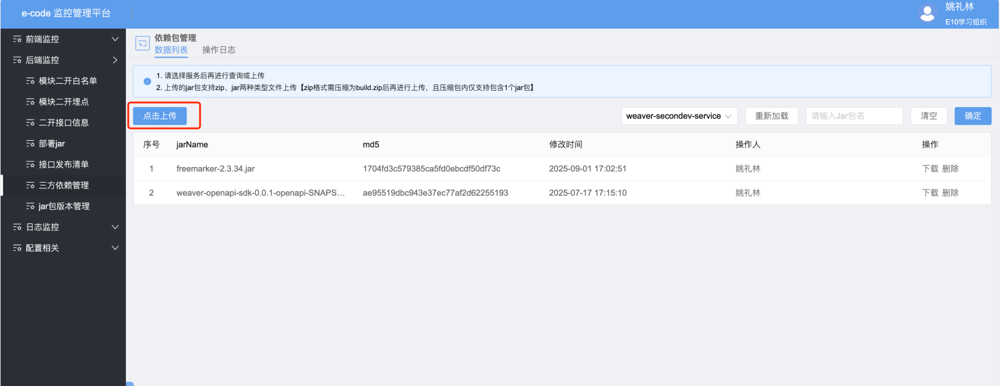 e-code 监控管理平台
姚礼林
E10学习组织
前端监控
后端监控
模块二开白名单
模块二开埋点
二开接口信息
部署jar
接口发布清单
三方依赖管理
jar包版本管理
日志监控
配置相关
依赖包管理
数据列表 操作日志
1. 请选择服务后再进行查询或上传
2. 上传的jar包支持zip、jar两种类型文件上传【zip格式需压缩为build.zip后再进行上传，且压缩包内仅支持包含1个jar包】
点击上传 weaver-secondev-service 重新加载 请输入Jar包名 清空 确定
序号 jarName md5 修改时间 操作人 操作
1 freemarker-2.3.34.jar 1704fd3c579385ca5fd0ebcdf50df73c 2025-09-01 17:02:51 姚礼林 下载 删除
2 weaver-openapi-sdk-0.0.1-openapi-SNAPS... ae95519dbc943e37ec77af2d62255193 2025-07-17 17:15:10 姚礼林 下载 删除